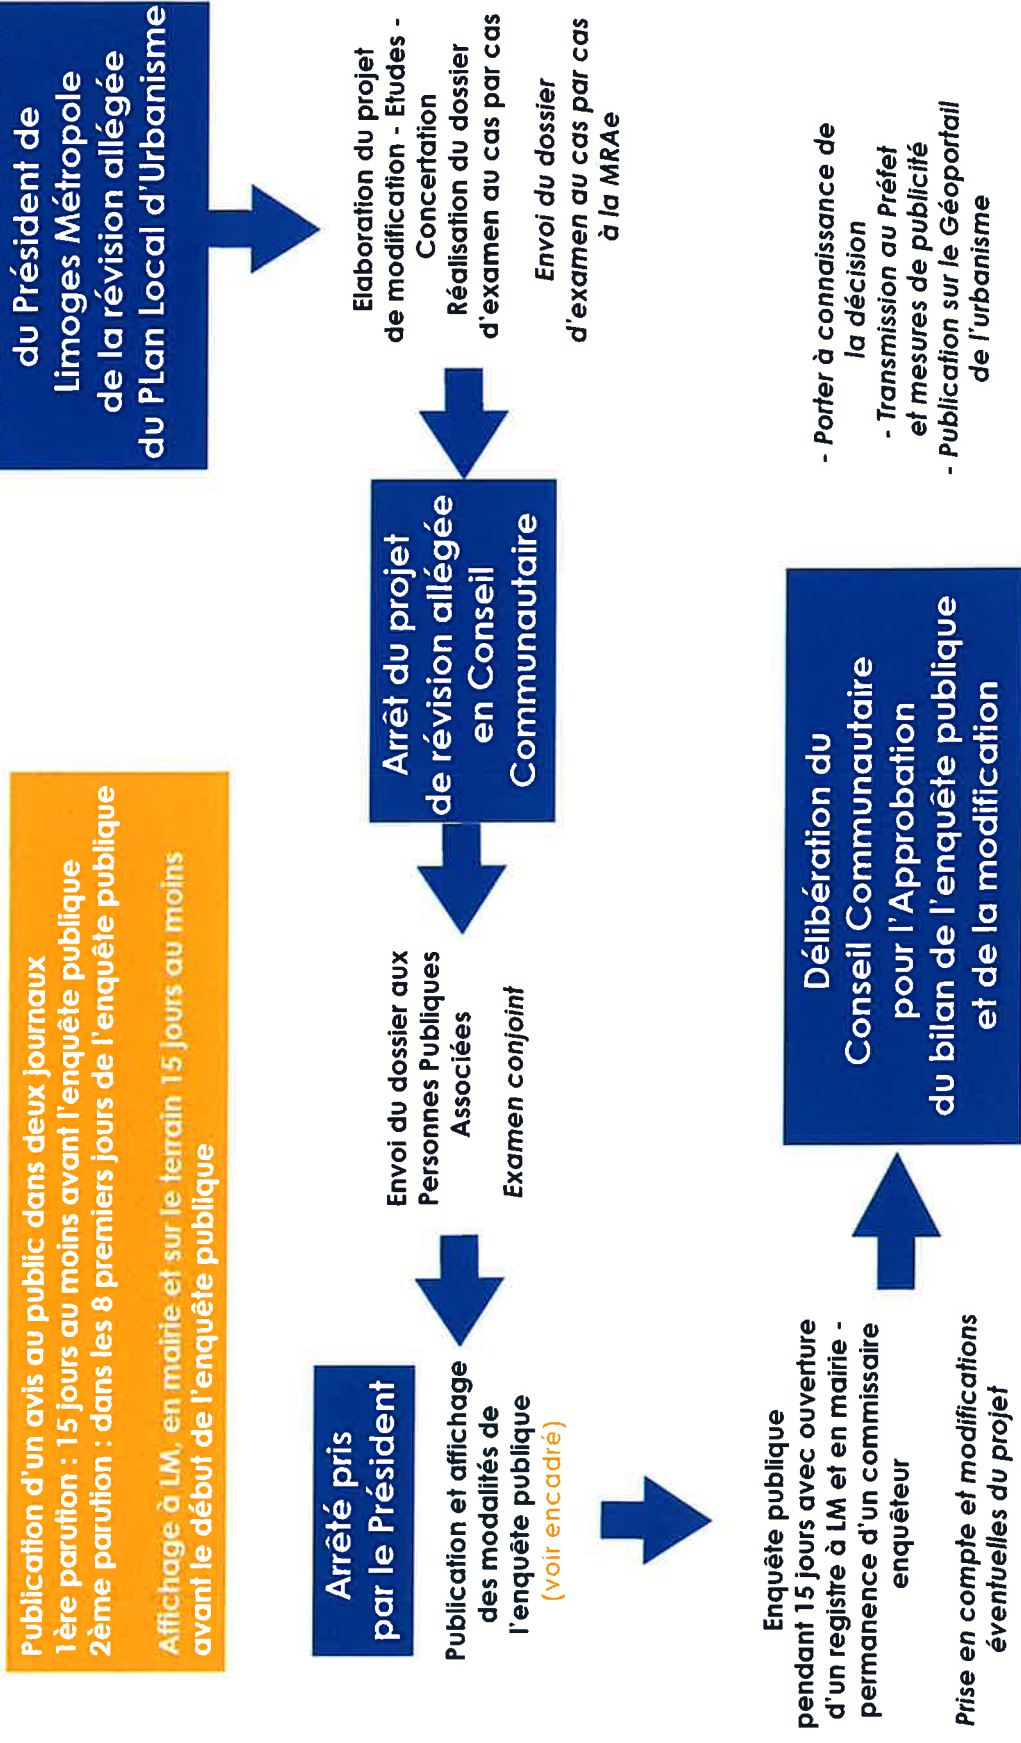 Publication d'un avis au public dans deux journaux
1ère parution : 15 jours au moins avant l'enquête publique
2ème parution : dans les 8 premiers jours de l'enquête publique
Affichage à LM, en mairie et sur le terrain 15 jours au moins
avant le début de l'enquête publique
du Président de
Limoges Métropole
de la révision allégée
du PLan Local d'Urbanisme
Elaboration du projet
de modification - Etudes -
Concertation
Réalisation du dossier
d'examen au cas par cas
Envoi du dossier
d'examen au cas par cas
à la MRAe
Arrêt du projet
de révision allégée
en Conseil
Communautaire
Envoi du dossier aux
Personnes Publiques
Associées
Examen conjoint
Arrêté pris
par le Président
Publication et affichage
des modalités de
l'enquête publique
(voir encadré)
Enquête publique
pendant 15 jours avec ouverture
d'un registre à LM et en mairie -
permanence d'un commissaire
enquêteur
Prise en compte et modifications
éventuelles du projet
Délibération du
Conseil Communautaire
pour l'Approbation
du bilan de l'enquête publique
et de la modification
- Porter à connaissance de
la décision
- Transmission au Préfet
et mesures de publicité
- Publication sur le Géoportail
de l'urbanisme